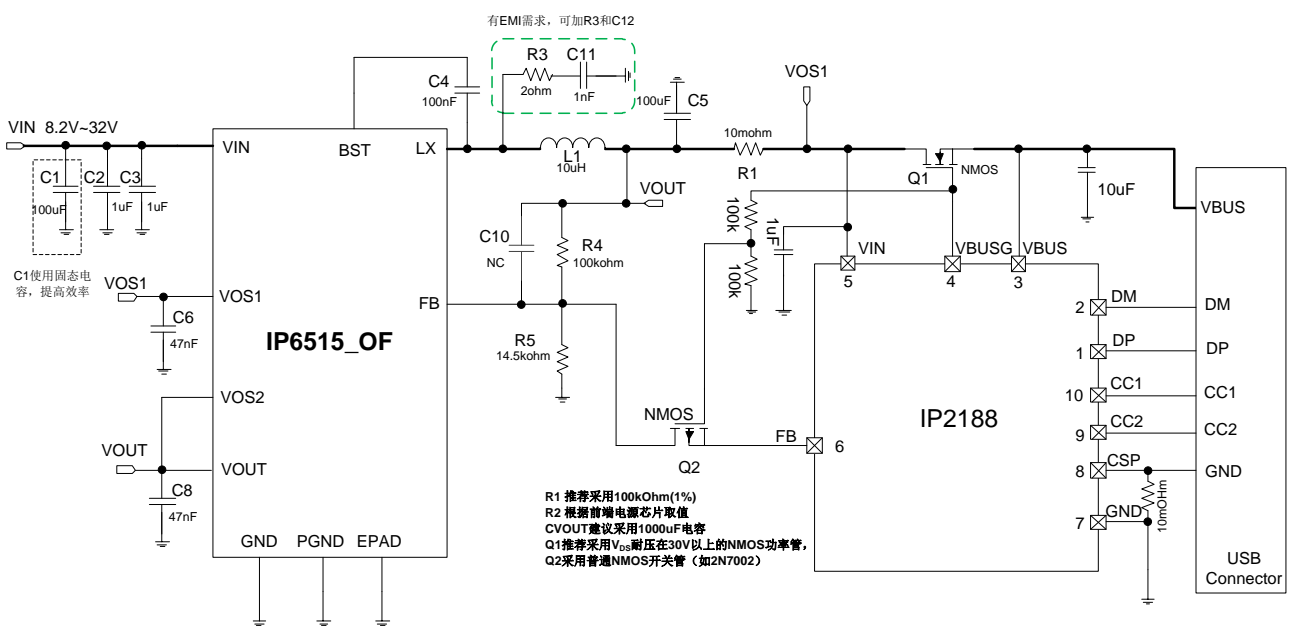 有EMI需求，可加R3和C12
R3
C11
2ohm
1nF
C4
100nF
100uF
C5
VOS1
VIN 8.2V~32V
VIN
BST
LX
L1
10uH
10mohm
R1
Q1
NMOS
10uF
C1
C2
C3
100uF
1uF
1uF
C1使用固态电
容，提高效率
VOUT
C10
NC
R4
100kohm
100k
100k
1uF
VIN
VBUSG
VBUS
5
4
3
VBUS
VOS1
VOS1
C6
47nF
FB
IP6515_OF
R5
14.5kohm
2
DM
DM
1
DP
DP
10
CC1
CC1
9
CC2
CC2
8
CSP
GND
7
GND
10mOHm
IP2188
VOS2
VOUT
VOUT
C8
47nF
NMOS
Q2
FB
6
GND
PGND
EPAD
R1 推荐采用100kOhm(1%)
R2 根据前端电源芯片取值
CVOUT建议采用1000uF电容
Q1推荐采用VDS耐压在30V以上的NMOS功率管，
Q2采用普通NMOS开关管（如2N7002）
USB
Connector